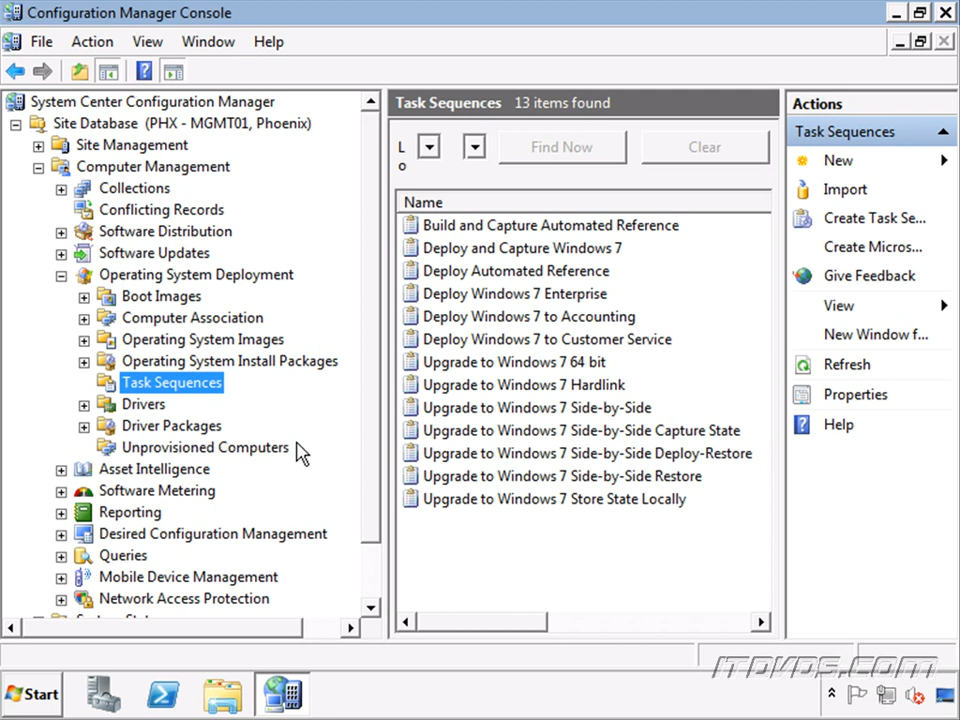 Configuration Manager Console
File Action View Window Help
System Center Configuration Manager
Site Database (PHX - MGMT01, Phoenix)
Site Management
Computer Management
Collections
Conflicting Records
Software Distribution
Software Updates
Operating System Deployment
Boot Images
Computer Association
Operating System Images
Operating System Install Packages
Task Sequences
Drivers
Driver Packages
Unprovisioned Computers
Asset Intelligence
Software Metering
Reporting
Desired Configuration Management
Queries
Mobile Device Management
Network Access Protection
Task Sequences 13 items found
Lo
Find Now Clear
Name
Build and Capture Automated Reference
Deploy and Capture Windows 7
Deploy Automated Reference
Deploy Windows 7 Enterprise
Deploy Windows 7 to Accounting
Deploy Windows 7 to Customer Service
Upgrade to Windows 7 64 bit
Upgrade to Windows 7 Hardlink
Upgrade to Windows 7 Side-by-Side
Upgrade to Windows 7 Side-by-Side Capture State
Upgrade to Windows 7 Side-by-Side Deploy-Restore
Upgrade to Windows 7 Side-by-Side Restore
Upgrade to Windows 7 Store State Locally
Actions
Task Sequences
New
Import
Create Task Se...
Create Micros...
Give Feedback
View
New Window f...
Refresh
Properties
Help
ITDVDS.COM
Start